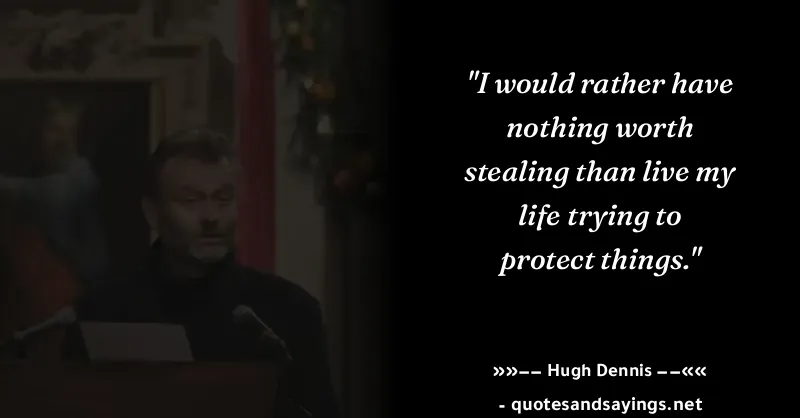 "I would rather have
nothing worth
stealing than live my
life trying to
protect things."
»»–– Hugh Dennis ––««
- quotesandsayings.net